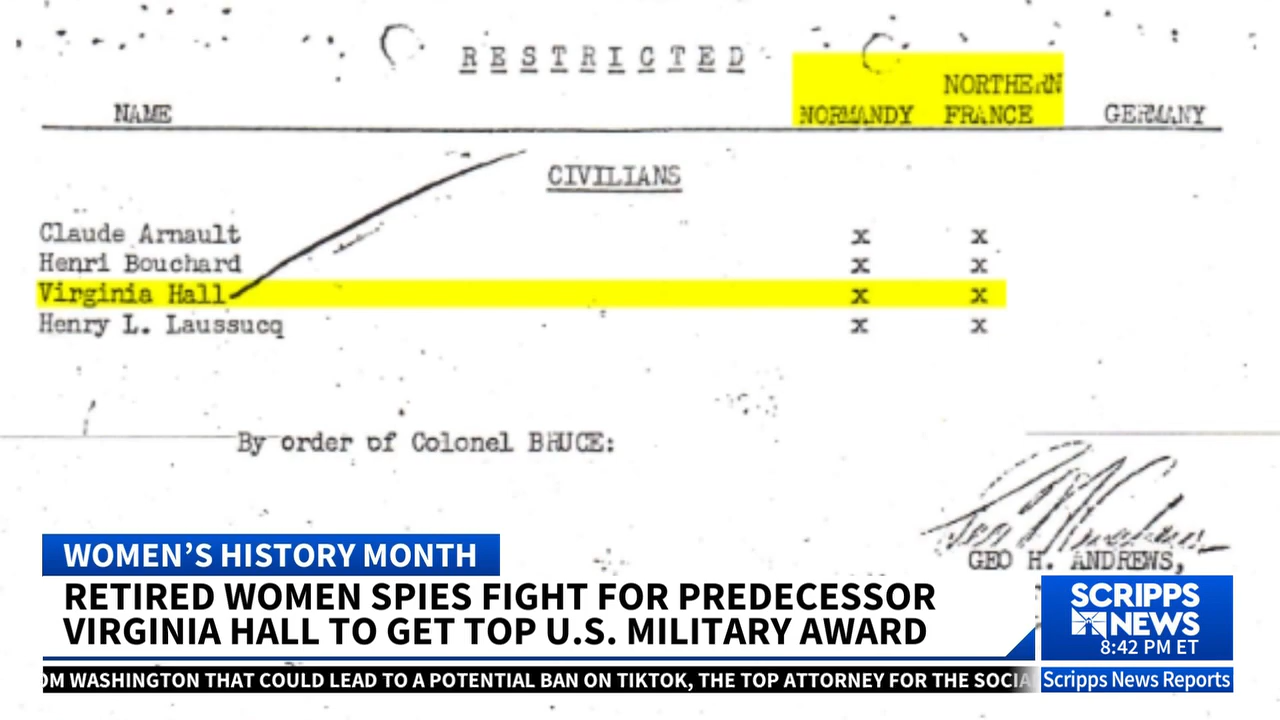 RESTRICTED
NAME NORMANDY NORTHERN FRANCE GERMANY
CIVILIANS
Claude Arnault x x
Henri Bouchard x x
Virginia Hall x x
Henry L. Laussucq x x
By order of Colonel BRUCE:
GEO H. ANDREWS,
WOMEN'S HISTORY MONTH
RETIRED WOMEN SPIES FIGHT FOR PREDECESSOR
VIRGINIA HALL TO GET TOP U.S. MILITARY AWARD
SCRIPPS
NEWS
8:42 PM ET
OM WASHINGTON THAT COULD LEAD TO A POTENTIAL BAN ON TIKTOK, THE TOP ATTORNEY FOR THE SOCIA
Scripps News Reports